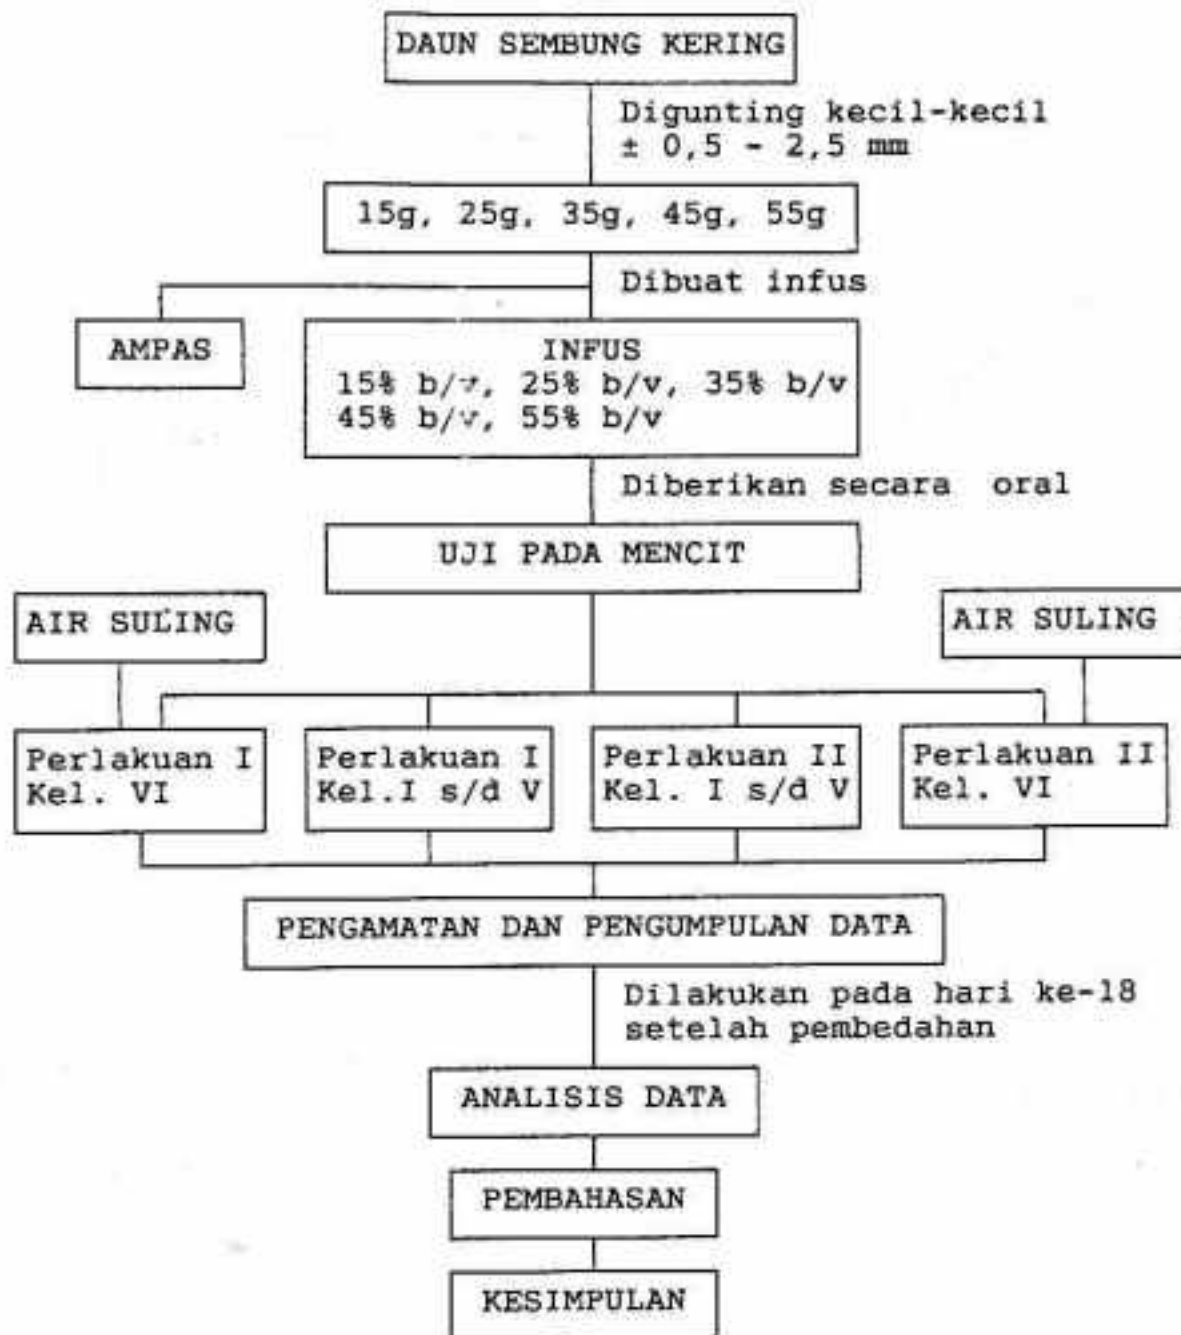 DAUN SEMBUNG KERING
Digunting kecil-kecil
± 0,5 - 2,5 mm
15g, 25g, 35g, 45g, 55g
Dibuat infus
AMPAS
INFUS
15% b/v, 25% b/v, 35% b/v
45% b/v, 55% b/v
Diberikan secara oral
UJI PADA MENCIT
AIR SULING
AIR SULING
Perlakuan I
Kel. VI
Perlakuan I
Kel.I s/d V
Perlakuan II
Kel. I s/d V
Perlakuan II
Kel. VI
PENGAMATAN DAN PENGUMPULAN DATA
Dilakukan pada hari ke-18
setelah pembedahan
ANALISIS DATA
PEMBAHASAN
KESIMPULAN